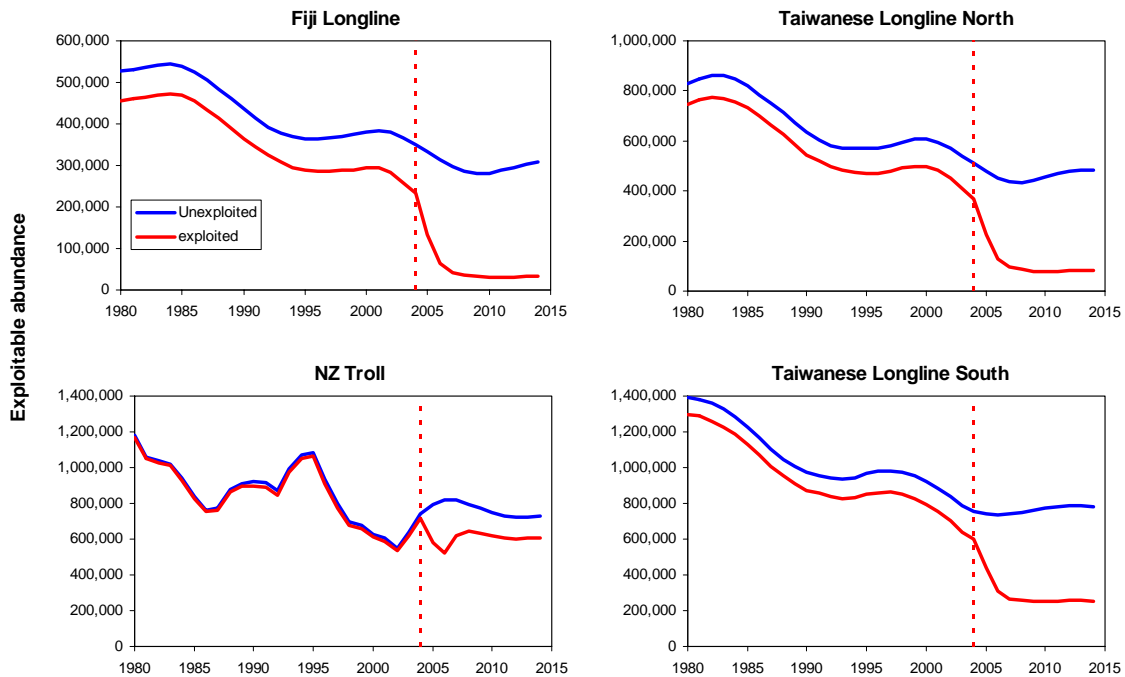 Fiji Longline
600,000
500,000
400,000
300,000
200,000
100,000
0
Unexploited
exploited
1980 1985 1990 1995 2000 2005 2010 2015
Taiwanese Longline North
1,000,000
800,000
600,000
400,000
200,000
0
1980 1985 1990 1995 2000 2005 2010 2015
Exploitable abundance
NZ Troll
1,400,000
1,200,000
1,000,000
800,000
600,000
400,000
200,000
0
1980 1985 1990 1995 2000 2005 2010 2015
Taiwanese Longline South
1,400,000
1,200,000
1,000,000
800,000
600,000
400,000
200,000
0
1980 1985 1990 1995 2000 2005 2010 2015